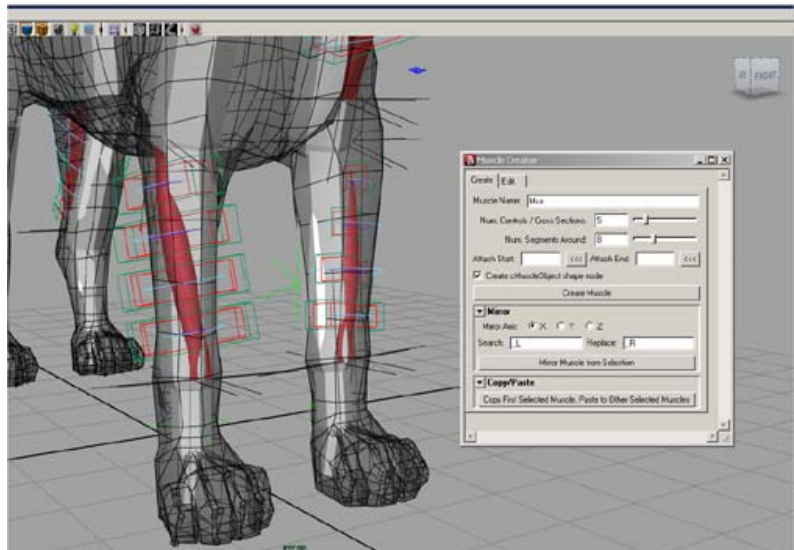 FRONT
Muscle Creator
Create Edit
Muscle Name: Mus
Num. Controls / Cross Sections: 5
Num. Segments Around: 8
Attach Start: <<< Attach End: <<<
Create cMuscleObject shape node
Create Muscle
Mirror
Mirror Axis: X Y Z
Search: _L Replace: _R
Mirror Muscle from Selection
Copy/Paste
Copy First Selected Muscle, Paste to Other Selected Muscles
persp